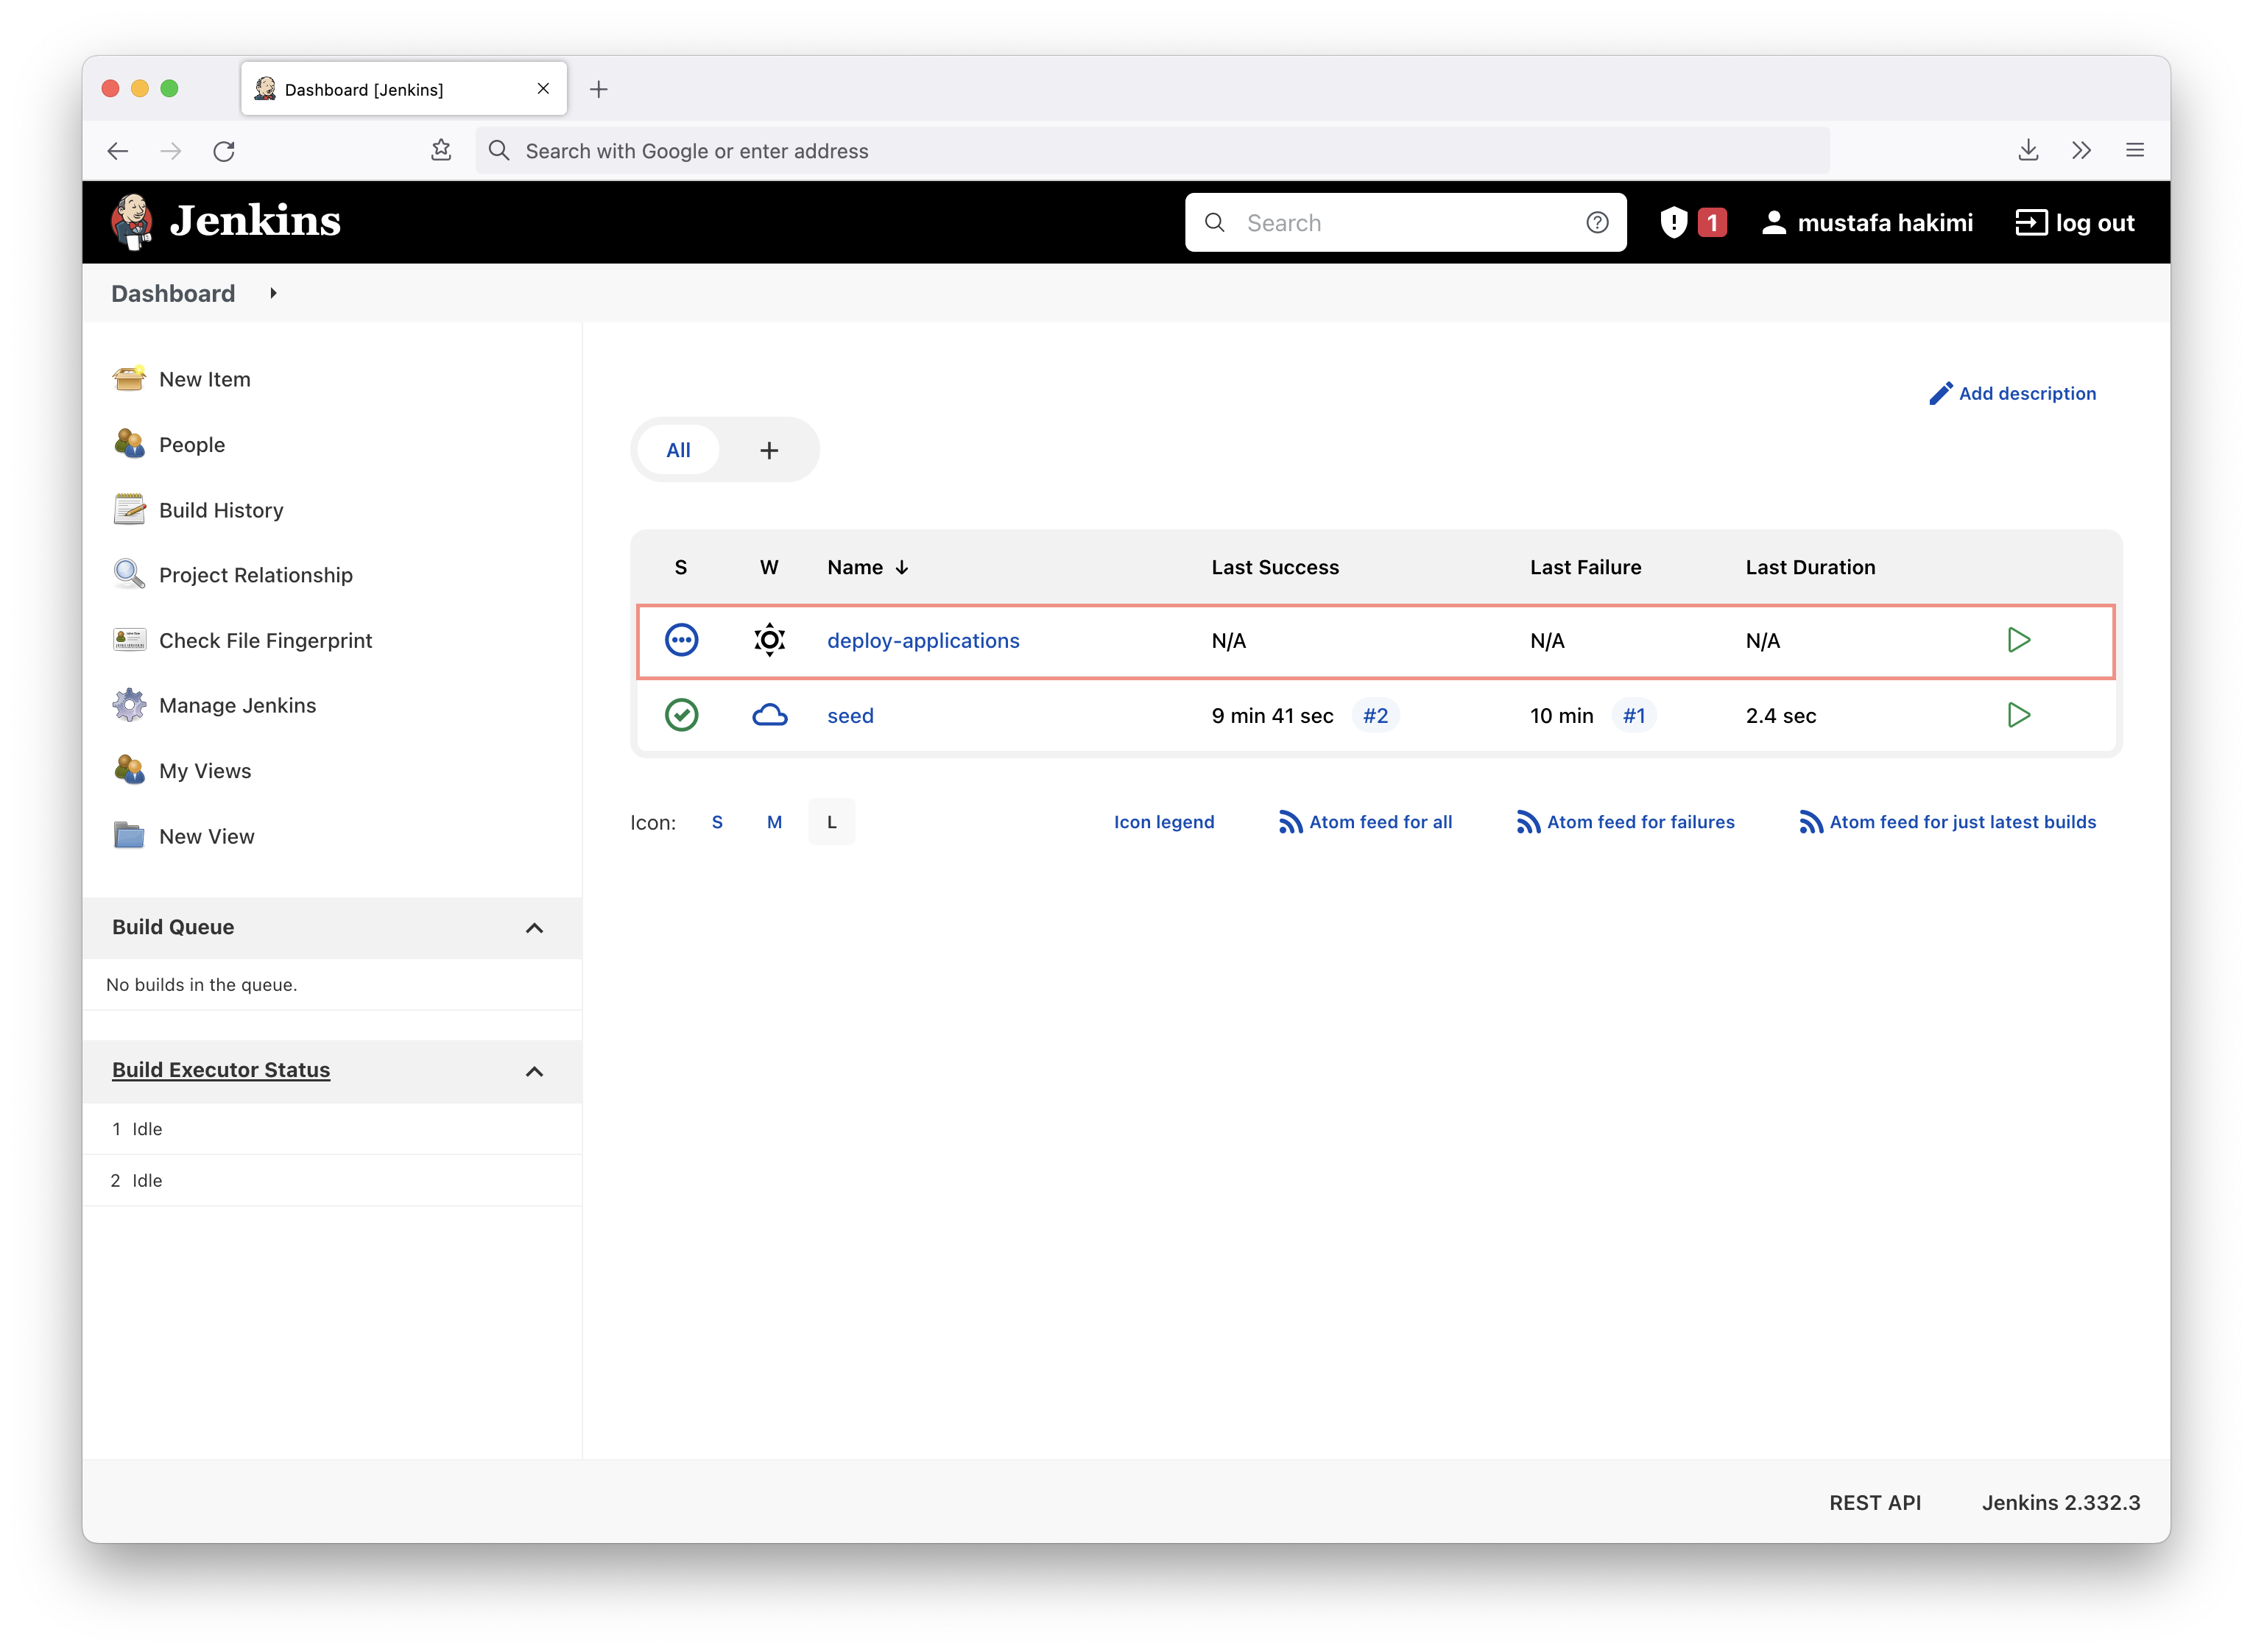 Dashboard [Jenkins]
Search with Google or enter address
Jenkins
Search
1
mustafa hakimi
log out
Dashboard
New Item
People
Build History
Project Relationship
Check File Fingerprint
Manage Jenkins
My Views
New View
Build Queue
No builds in the queue.
Build Executor Status
1 Idle
2 Idle
Add description
All +
S W Name ↓ Last Success Last Failure Last Duration
deploy-applications N/A N/A N/A
seed 9 min 41 sec #2 10 min #1 2.4 sec
Icon: S M L Icon legend Atom feed for all Atom feed for failures Atom feed for just latest builds
REST API Jenkins 2.332.3